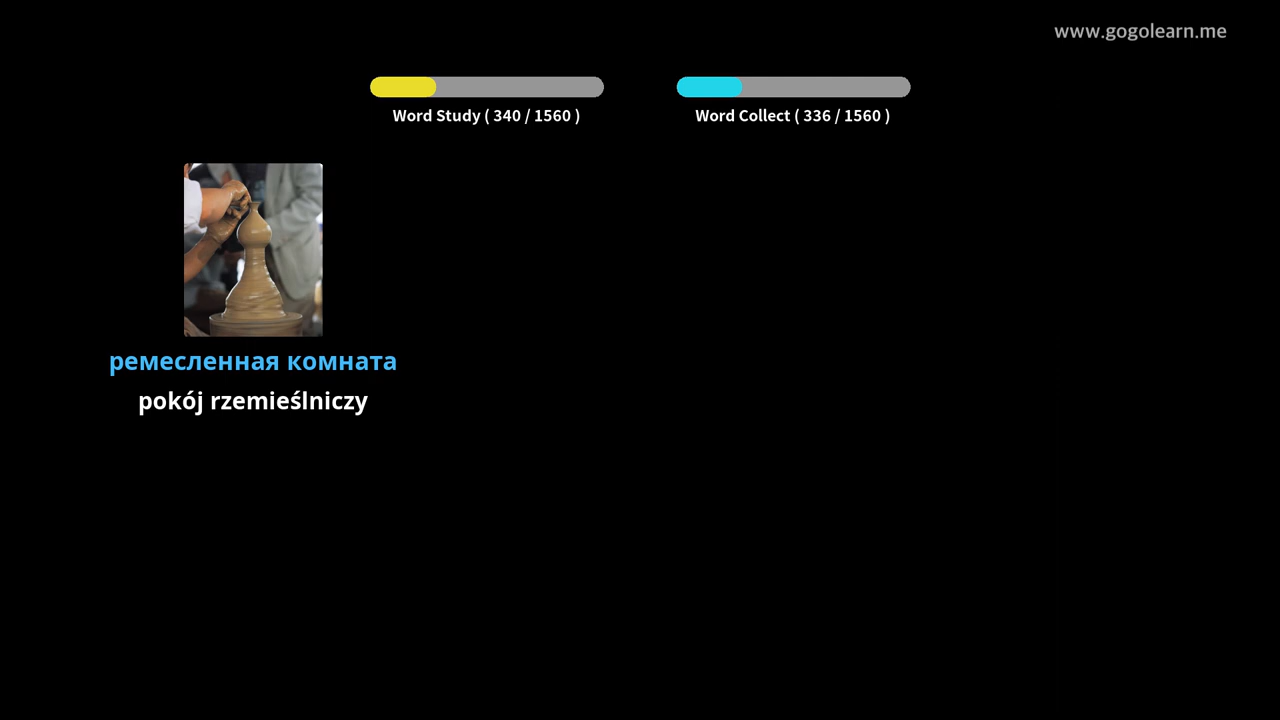 www.gogolearn.me
Word Study ( 340 / 1560 )
Word Collect ( 336 / 1560 )
ремесленная комната
pokój rzemieślniczy